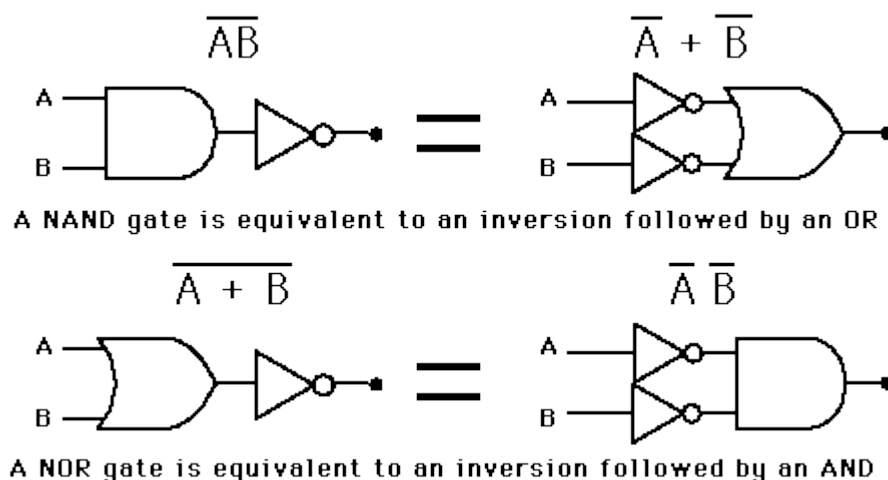 A̅B̅ A̅ + B̅
A A
B B
A NAND gate is equivalent to an inversion followed by an OR
A̅ ̅+̅ ̅B̅ A̅ B̅
A A
B B
A NOR gate is equivalent to an inversion followed by an AND